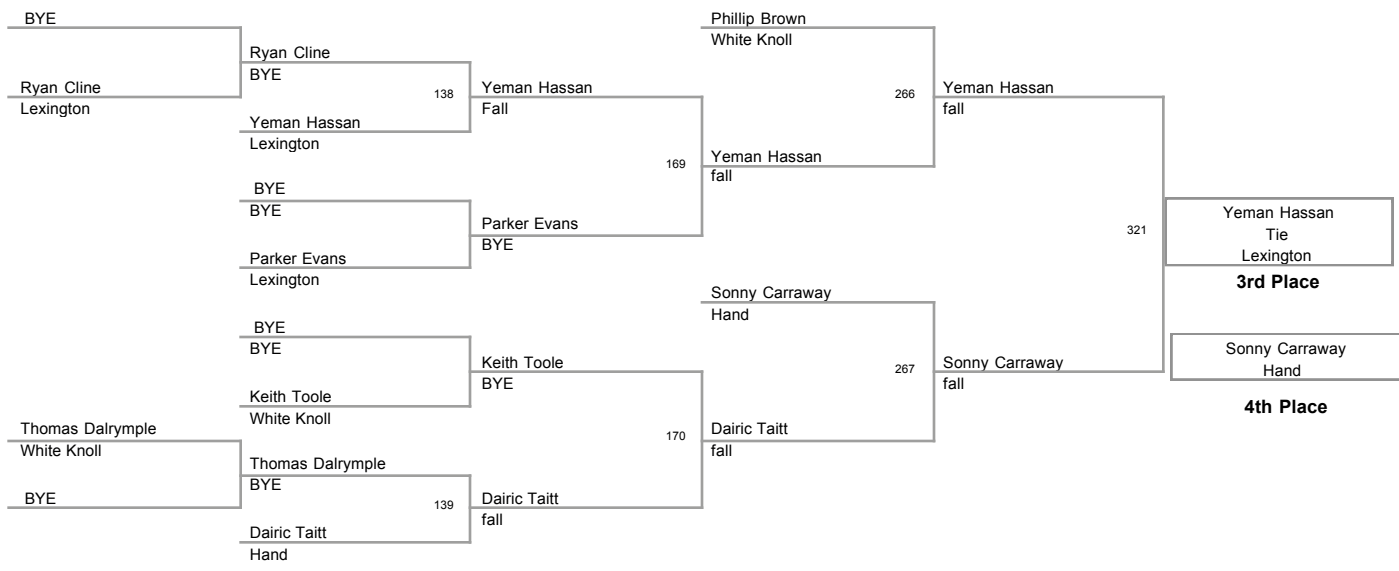 BYE
Ryan Cline
Lexington
Ryan Cline
BYE
138
Yeman Hassan
Lexington
Yeman Hassan
Fall
BYE
BYE
Parker Evans
Lexington
Parker Evans
BYE
169
Phillip Brown
White Knoll
Yeman Hassan
fall
266
Yeman Hassan
fall
BYE
BYE
Keith Toole
White Knoll
Keith Toole
BYE
Thomas Dalrymple
White Knoll
BYE
Thomas Dalrymple
BYE
139
Dairic Taitt
Hand
Dairic Taitt
fall
170
Sonny Carraway
Hand
Dairic Taitt
fall
267
Sonny Carraway
fall
321
Yeman Hassan
Tie
Lexington
3rd Place
Sonny Carraway
Hand
4th Place